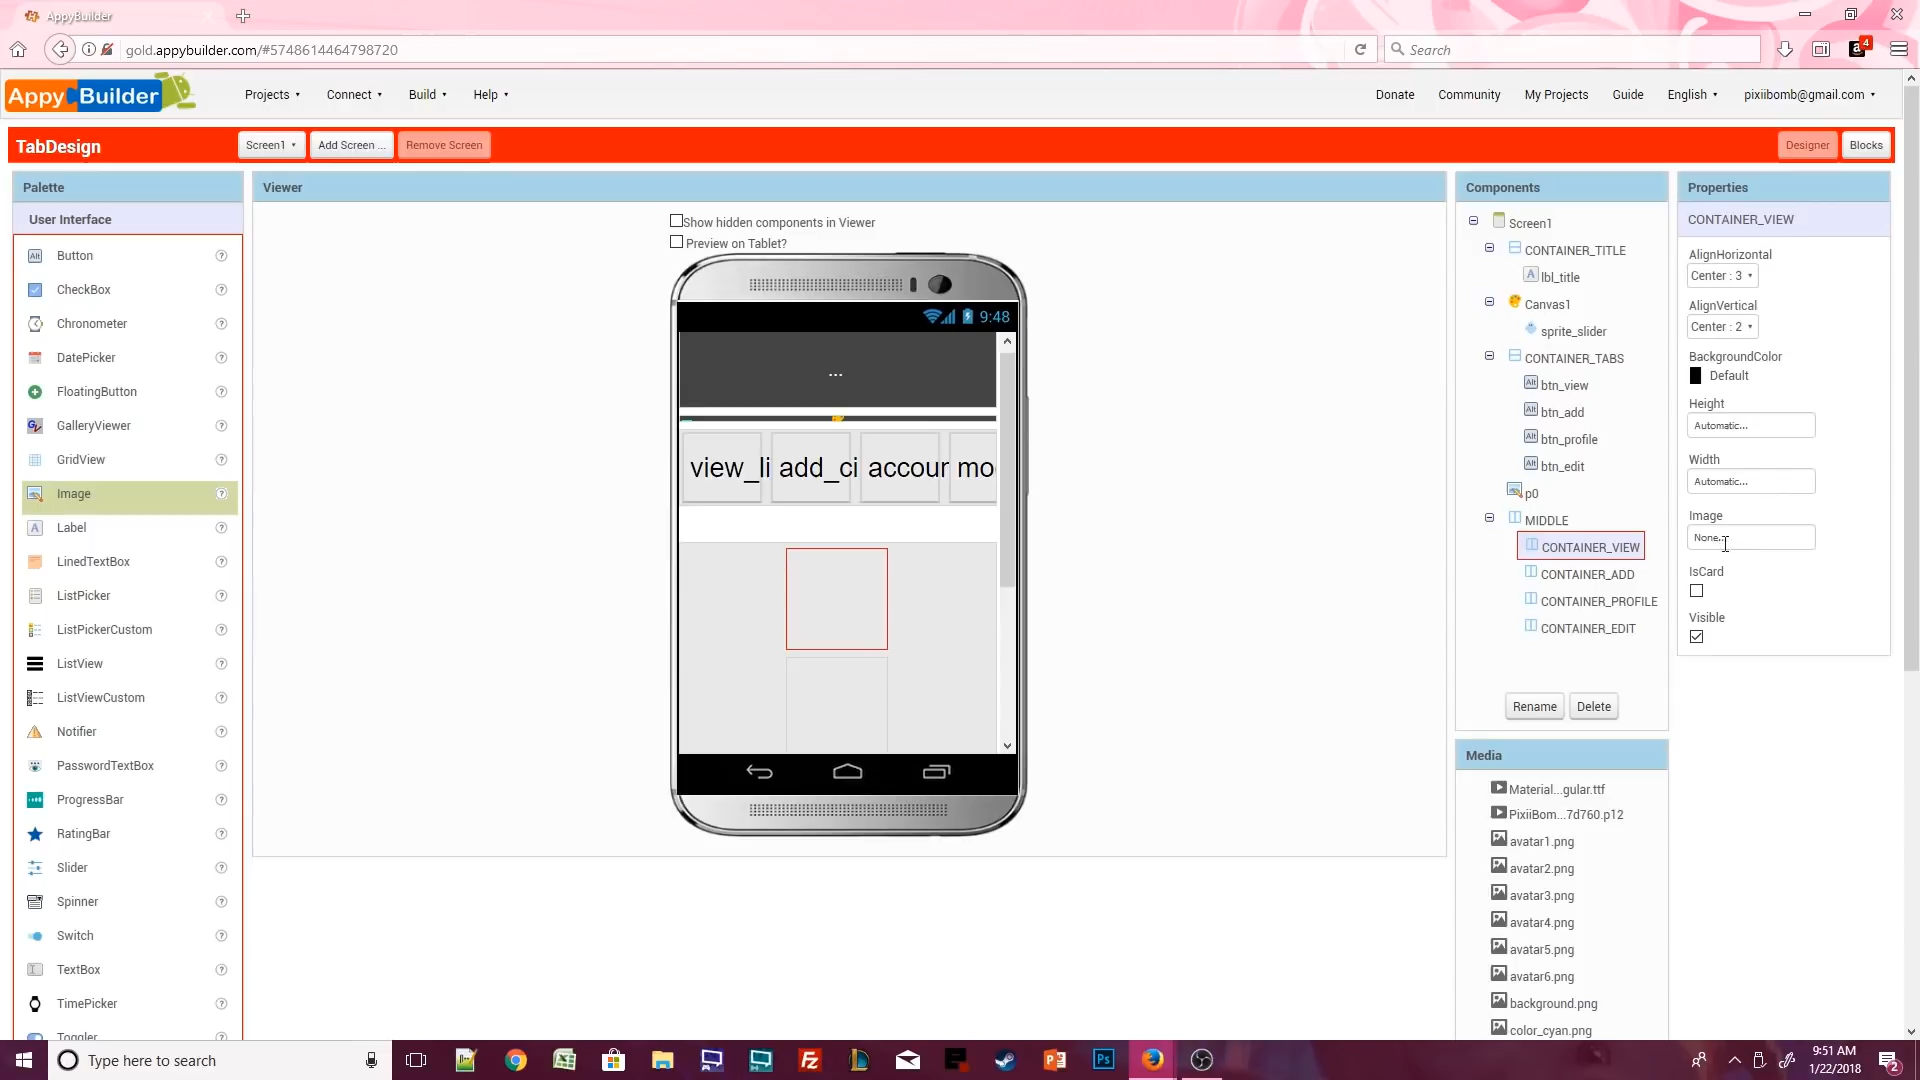 AppyBuilder
gold.appybuilder.com/#5748614464798720
Search
4
Appy Builder
Projects
Connect
Build
Help
Donate
Community
My Projects
Guide
English
pixiibomb@gmail.com
TabDesign
Screen1
Add Screen ...
Remove Screen
Designer
Blocks
Palette
User Interface
Button
CheckBox
Chronometer
DatePicker
FloatingButton
GalleryViewer
GridView
Image
Label
LinedTextBox
ListPicker
ListPickerCustom
ListView
ListViewCustom
Notifier
PasswordTextBox
ProgressBar
RatingBar
Slider
Spinner
Switch
TextBox
TimePicker
Toggler
Viewer
Show hidden components in Viewer
Preview on Tablet?
9:48
...
view_li
add_ci
accour
mo
Components
Screen1
CONTAINER_TITLE
lbl_title
Canvas1
sprite_slider
CONTAINER_TABS
btn_view
btn_add
btn_profile
btn_edit
p0
MIDDLE
CONTAINER_VIEW
CONTAINER_ADD
CONTAINER_PROFILE
CONTAINER_EDIT
Rename
Delete
Media
Material...gular.ttf
PixiiBom...7d760.p12
avatar1.png
avatar2.png
avatar3.png
avatar4.png
avatar5.png
avatar6.png
background.png
color_cyan.png
Properties
CONTAINER_VIEW
AlignHorizontal
Center : 3
AlignVertical
Center : 2
BackgroundColor
Default
Height
Automatic...
Width
Automatic...
Image
None...
IsCard
Visible
Type here to search
9:51 AM
1/22/2018
2